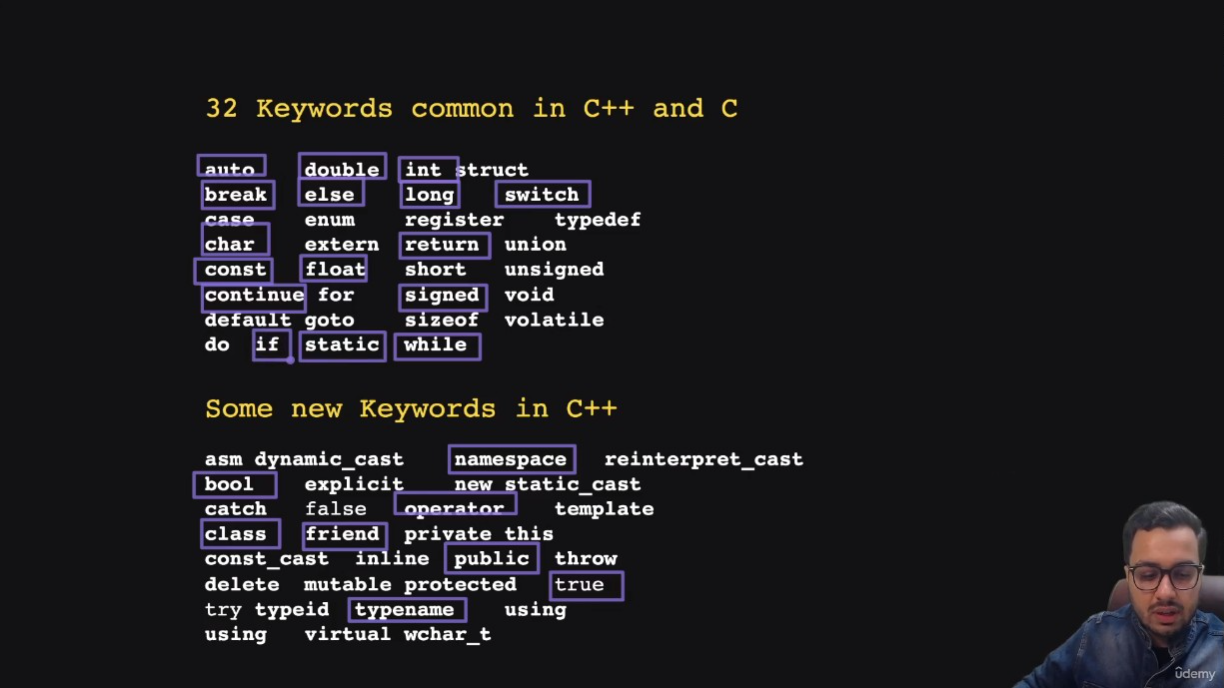 32 Keywords common in C++ and C
auto double int struct
break else long switch
case enum register typedef
char extern return union
const float short unsigned
continue for signed void
default goto sizeof volatile
do if static while
Some new Keywords in C++
asm dynamic_cast namespace reinterpret_cast
bool explicit new static_cast
catch false operator template
class friend private this
const_cast inline public throw
delete mutable protected true
try typeid typename using
using virtual wchar_t
udemy